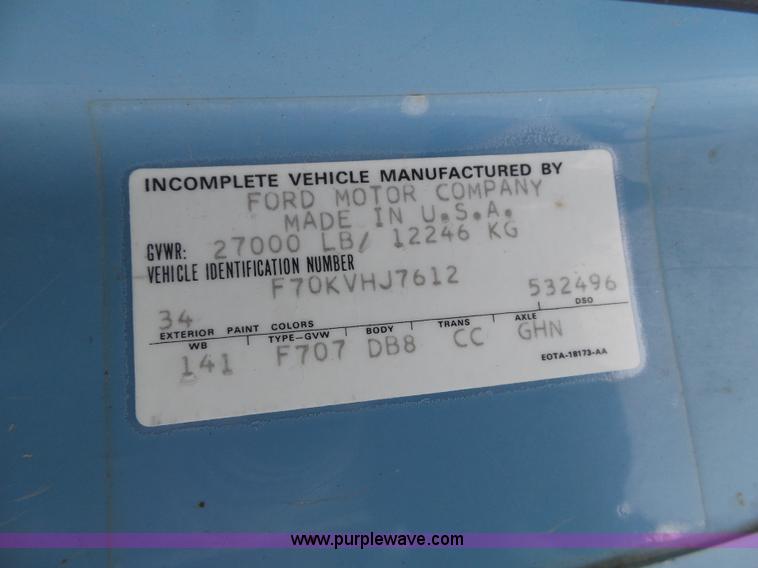 INCOMPLETE VEHICLE MANUFACTURED BY
FORD MOTOR COMPANY
MADE IN U.S.A.
GVWR: 27000 LB/ 12246 KG
VEHICLE IDENTIFICATION NUMBER
F70KVHJ7612
34 532496
EXTERIOR PAINT COLORS DSO
WB TYPE-GVW BODY TRANS AXLE
141 F707 DB8 CC GHN
EOTA-18173-AA
www.purplewave.com